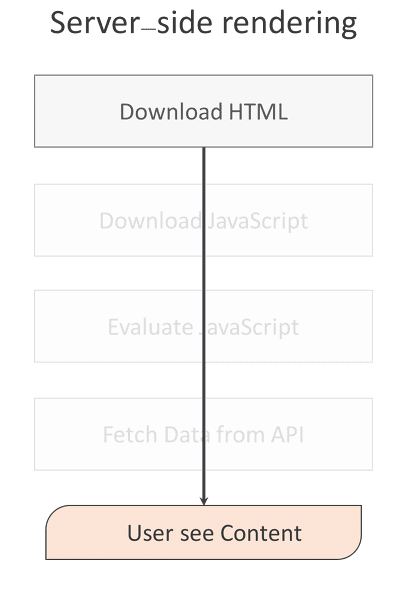 Server-side rendering
Download HTML
Download JavaScript
Evaluate JavaScript
Fetch Data from API
User see Content